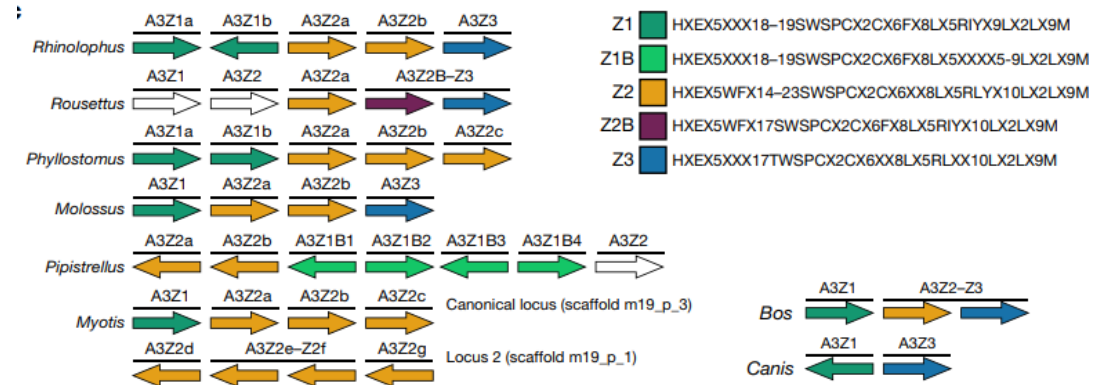 A3Z1a A3Z1b A3Z2a A3Z2b A3Z3
Rhinolophus
A3Z1 A3Z2 A3Z2a A3Z2B–Z3
Rousettus
A3Z1a A3Z1b A3Z2a A3Z2b A3Z2c
Phyllostomus
A3Z1 A3Z2a A3Z2b A3Z3
Molossus
A3Z2a A3Z2b A3Z1B1 A3Z1B2 A3Z1B3 A3Z1B4 A3Z2
Pipistrellus
A3Z1 A3Z2a A3Z2b A3Z2c
Myotis
Canonical locus (scaffold m19_p_3)
A3Z2d A3Z2e–Z2f A3Z2g
Locus 2 (scaffold m19_p_1)
Z1 HXEX5XXX18–19SWSPCX2CX6FX8LX5RIYX9LX2LX9M
Z1B HXEX5XXX18–19SWSPCX2CX6FX8LX5XXXX5-9LX2LX9M
Z2 HXEX5WFX14–23SWSPCX2CX6XX8LX5RLYX10LX2LX9M
Z2B HXEX5WFX17SWSPCX2CX6FX8LX5RIYX10LX2LX9M
Z3 HXEX5XXX17TWSPCX2CX6XX8LX5RLXX10LX2LX9M
A3Z1 A3Z2–Z3
Bos
A3Z1 A3Z3
Canis